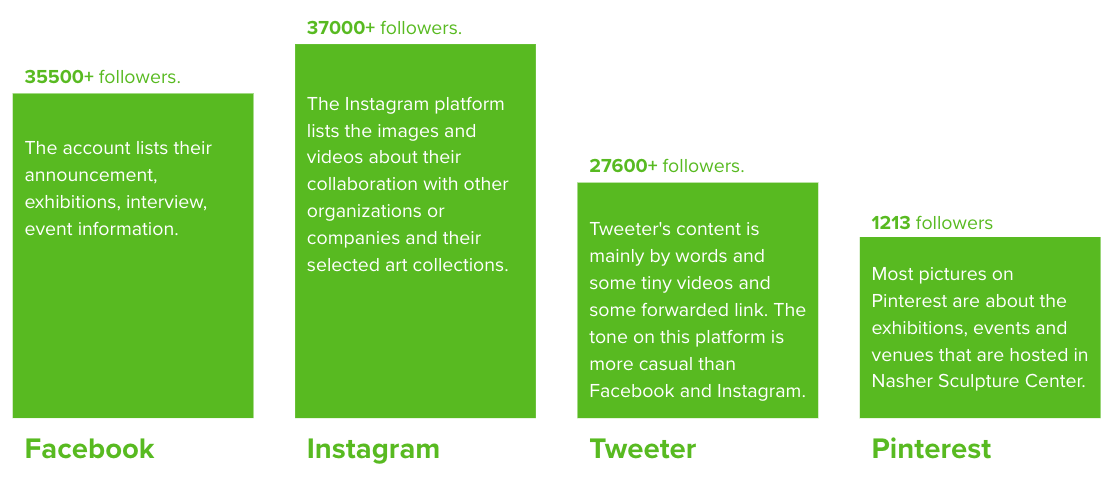 35500+ followers.
The account lists their
announcement,
exhibitions, interview,
event information.
Facebook
37000+ followers.
The Instagram platform
lists the images and
videos about their
collaboration with other
organizations or
companies and their
selected art collections.
Instagram
27600+ followers.
Tweeter's content is
mainly by words and
some tiny videos and
some forwarded link. The
tone on this platform is
more casual than
Facebook and Instagram.
Tweeter
1213 followers
Most pictures on
Pinterest are about the
exhibitions, events and
venues that are hosted in
Nasher Sculpture Center.
Pinterest